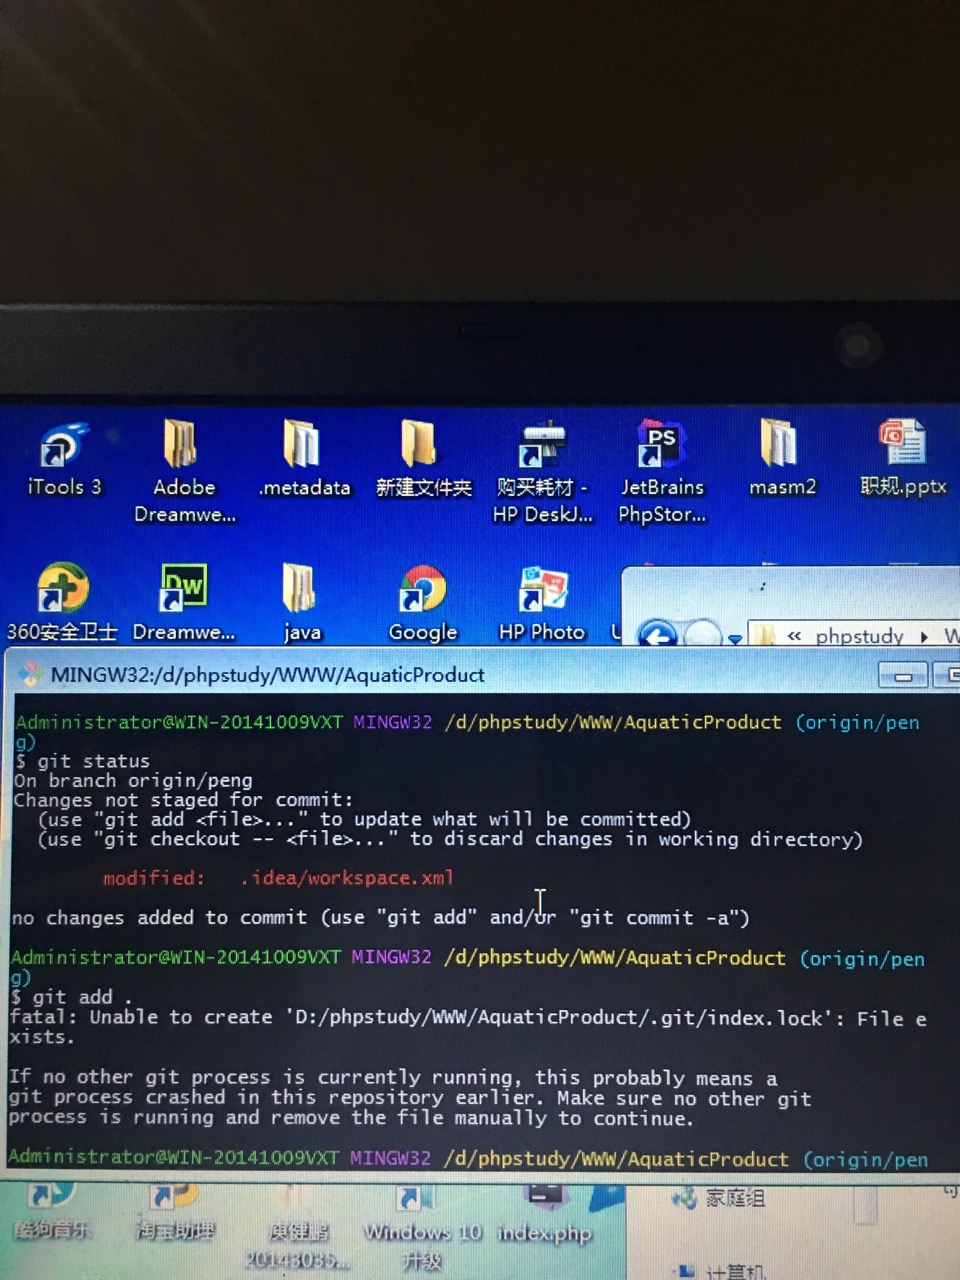 iTools 3
Adobe
Dreamwe...
.metadata
新建文件夹
购买耗材 -
HP DeskJ...
JetBrains
PhpStor...
masm2
职规.pptx
PS
Dw
360安全卫士
Dreamwe...
java
Google
HP Photo
« phpstudy
MINGW32:/d/phpstudy/WWW/AquaticProduct
Administrator@WIN-20141009VXT MINGW32 /d/phpstudy/WWW/AquaticProduct (origin/pen
g)
$ git status
On branch origin/peng
Changes not staged for commit:
(use "git add <file>..." to update what will be committed)
(use "git checkout -- <file>..." to discard changes in working directory)
modified: .idea/workspace.xml
no changes added to commit (use "git add" and/or "git commit -a")
Administrator@WIN-20141009VXT MINGW32 /d/phpstudy/WWW/AquaticProduct (origin/pen
g)
$ git add .
fatal: Unable to create 'D:/phpstudy/WWW/AquaticProduct/.git/index.lock': File e
xists.
If no other git process is currently running, this probably means a
git process crashed in this repository earlier. Make sure no other git
process is running and remove the file manually to continue.
Administrator@WIN-20141009VXT MINGW32 /d/phpstudy/WWW/AquaticProduct (origin/pen
酷狗音乐
淘宝助理
Windows 10
升级
index.php
家庭组
计算机